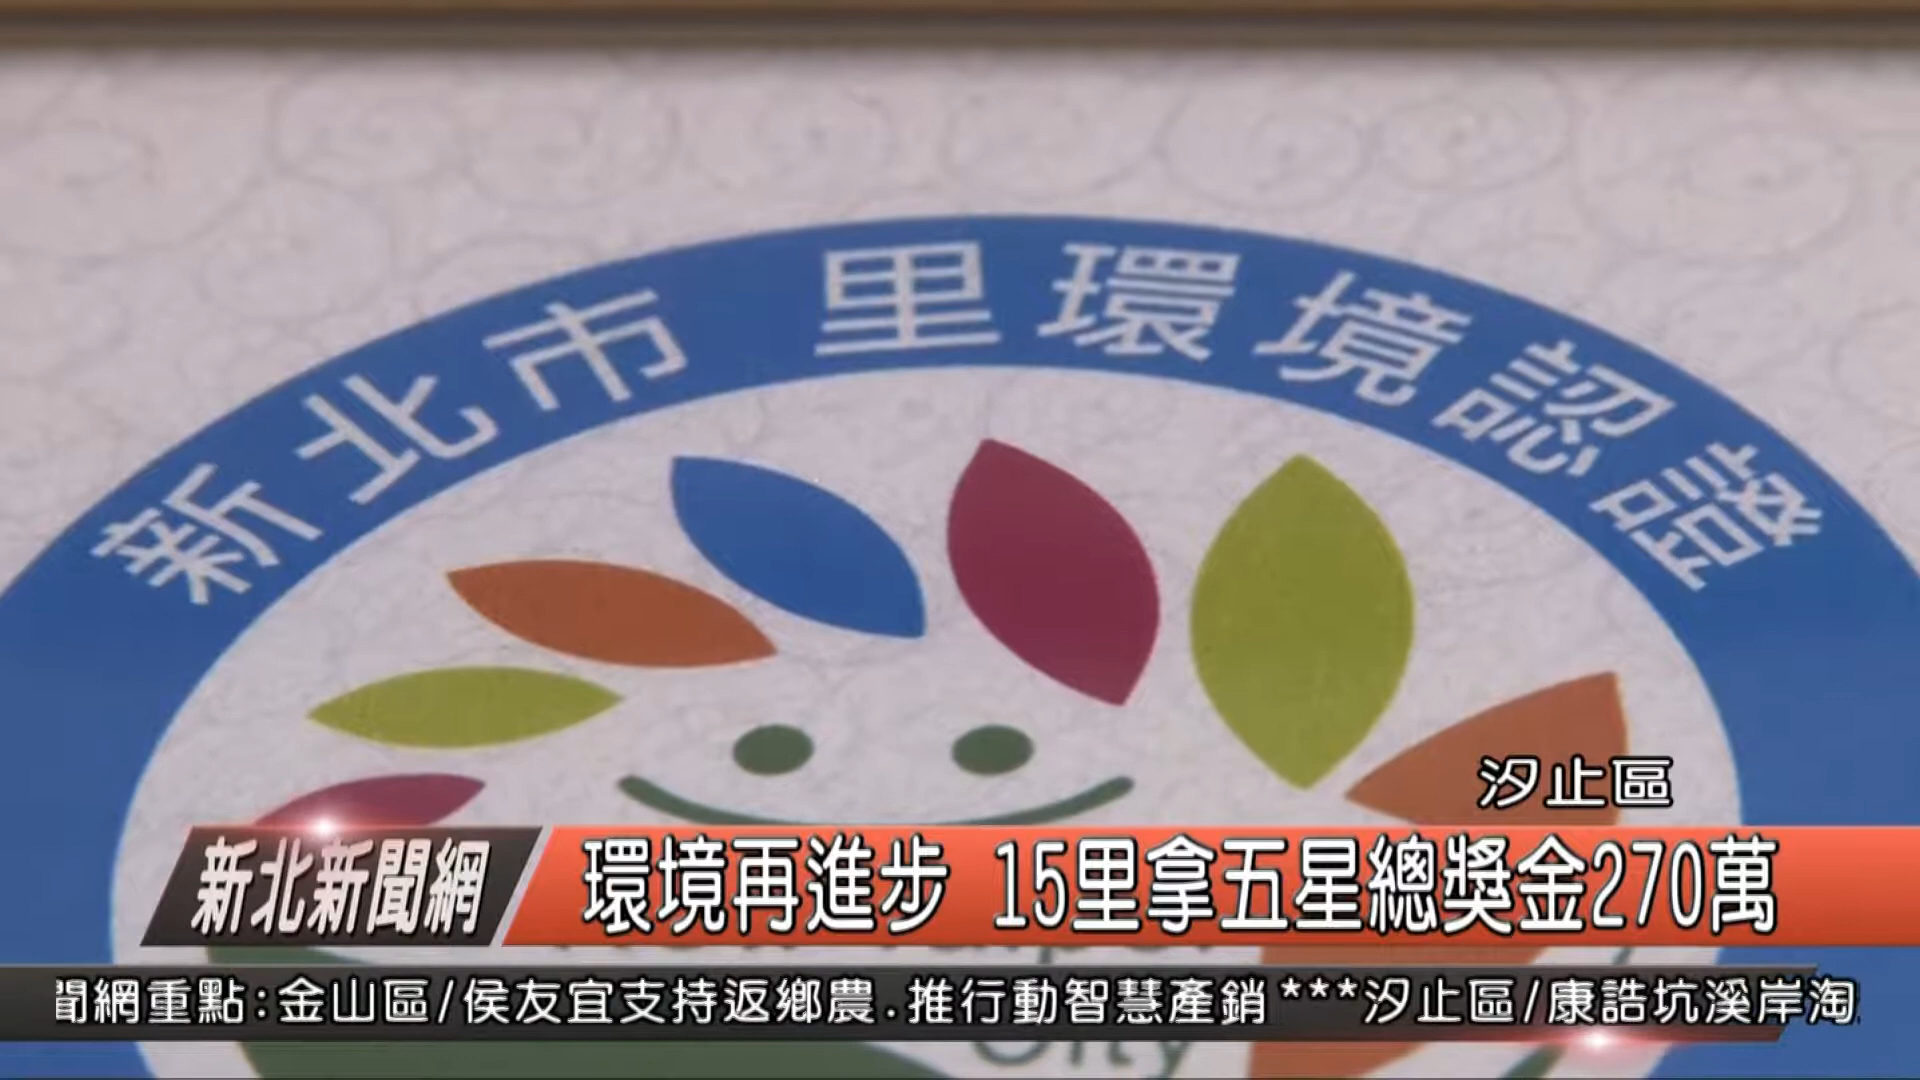 新北市 里環境認證
汐止區
新北新聞網
環境再進步 15里拿五星總獎金270萬
聞網重點:金山區/侯友宜支持返鄉農.推行動智慧產銷 ***汐止區/康誥坑溪岸淘
City